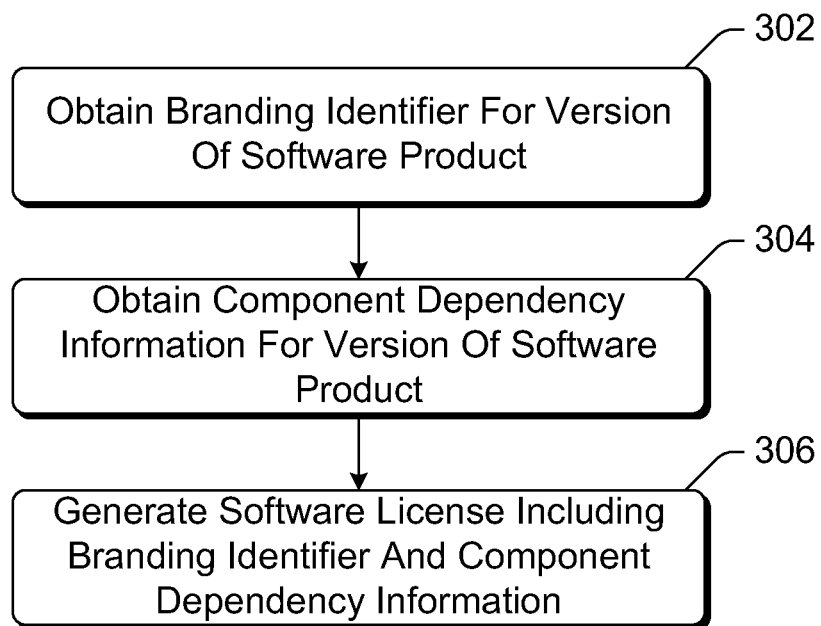 302
Obtain Branding Identifier For Version
Of Software Product
304
Obtain Component Dependency
Information For Version Of Software
Product
306
Generate Software License Including
Branding Identifier And Component
Dependency Information